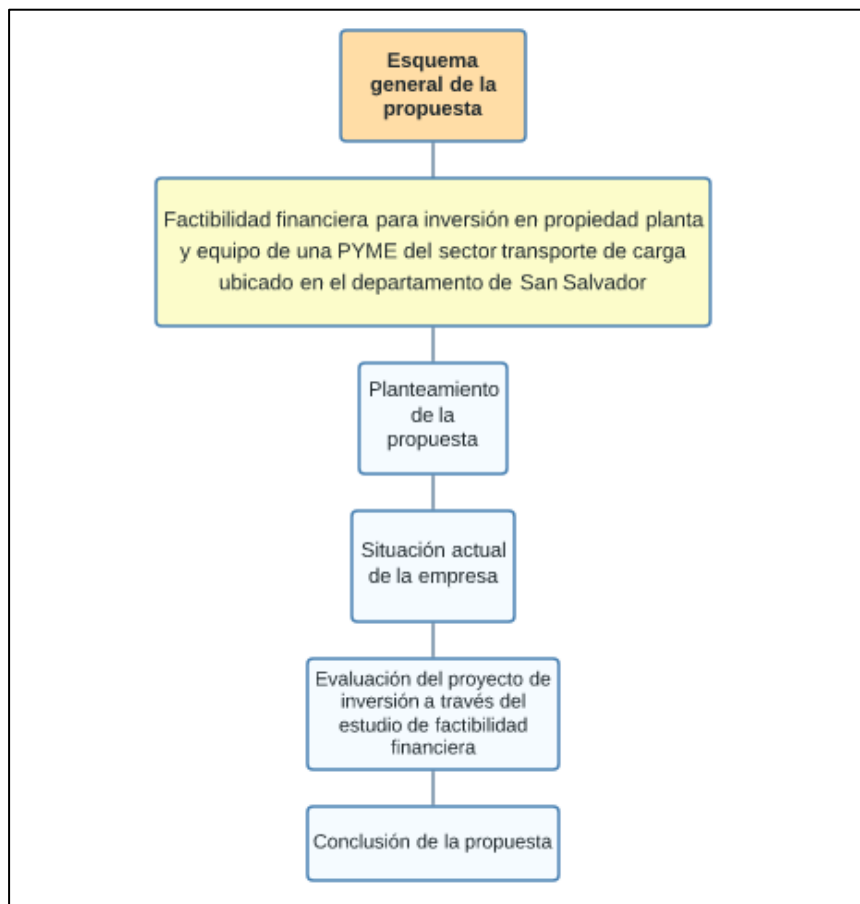 Esquema
general de la
propuesta
Factibilidad financiera para inversión en propiedad planta
y equipo de una PYME del sector transporte de carga
ubicado en el departamento de San Salvador
Planteamiento
de la
propuesta
Situación actual
de la empresa
Evaluación del proyecto de
inversión a través del
estudio de factibilidad
financiera
Conclusión de la propuesta